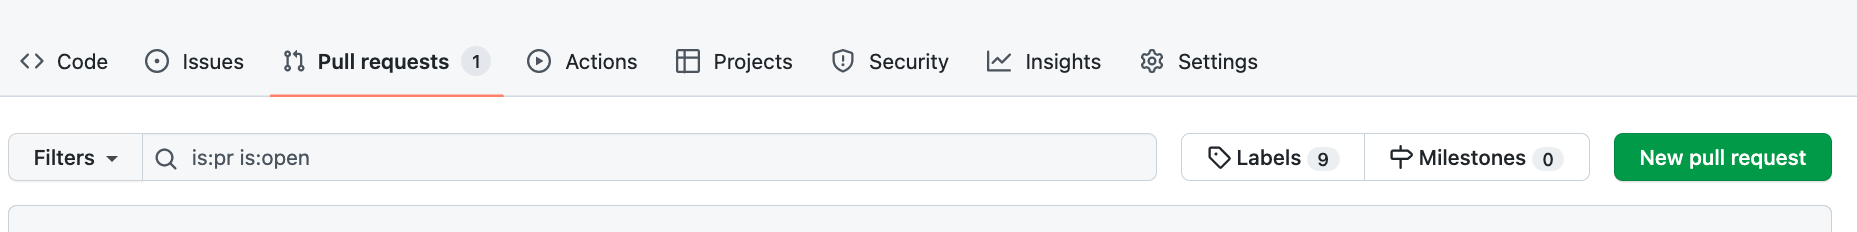 Code Issues Pull requests 1 Actions Projects Security Insights Settings
Filters is:pr is:open Labels 9 Milestones 0 New pull request